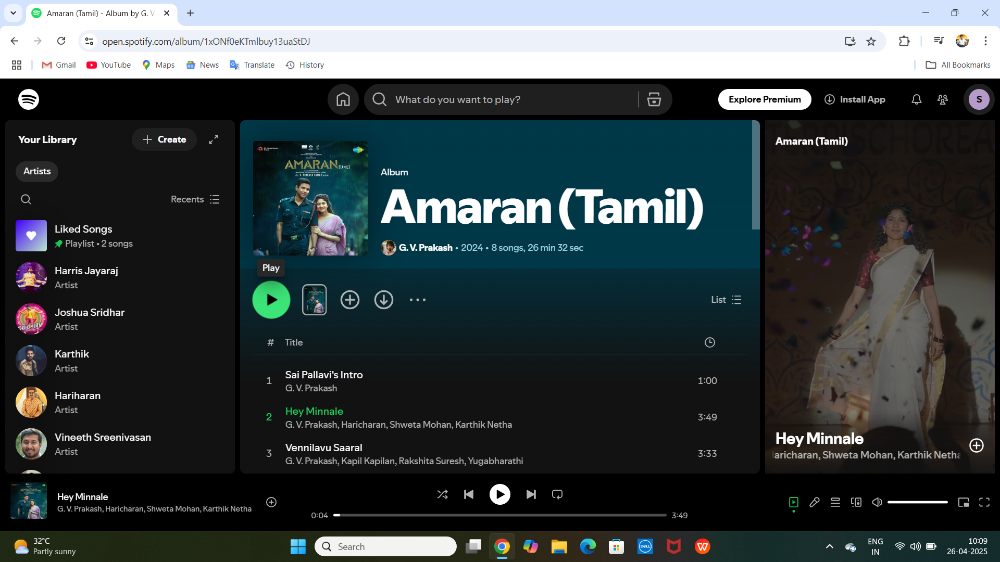 Amaran (Tamil) - Album by G. V
open.spotify.com/album/1xONf0eKTmlbuy13uaStDJ
Gmail YouTube Maps News Translate History All Bookmarks
What do you want to play?
Explore Premium Install App S
Your Library Create
Artists
Recents
Liked Songs
Playlist • 2 songs
Harris Jayaraj
Artist
Joshua Sridhar
Artist
Karthik
Artist
Hariharan
Artist
Vineeth Sreenivasan
Artist
AMARAN [TAMIL]
A G. V. PRAKASH KUMAR MUSICAL
Album
Amaran (Tamil)
G. V. Prakash • 2024 • 8 songs, 26 min 32 sec
Play
List
# Title
1 Sai Pallavi's Intro 1:00
G. V. Prakash
2 Hey Minnale 3:49
G. V. Prakash, Haricharan, Shweta Mohan, Karthik Netha
3 Vennilavu Saaral 3:33
G. V. Prakash, Kapil Kapilan, Rakshita Suresh, Yugabharathi
Amaran (Tamil)
Hey Minnale
aricharan, Shweta Mohan, Karthik Netha
Hey Minnale
G. V. Prakash, Haricharan, Shweta Mohan, Karthik Netha
0:04 3:49
32°C
Partly sunny
Search
DELL
ENG
IN
10:09
26-04-2025